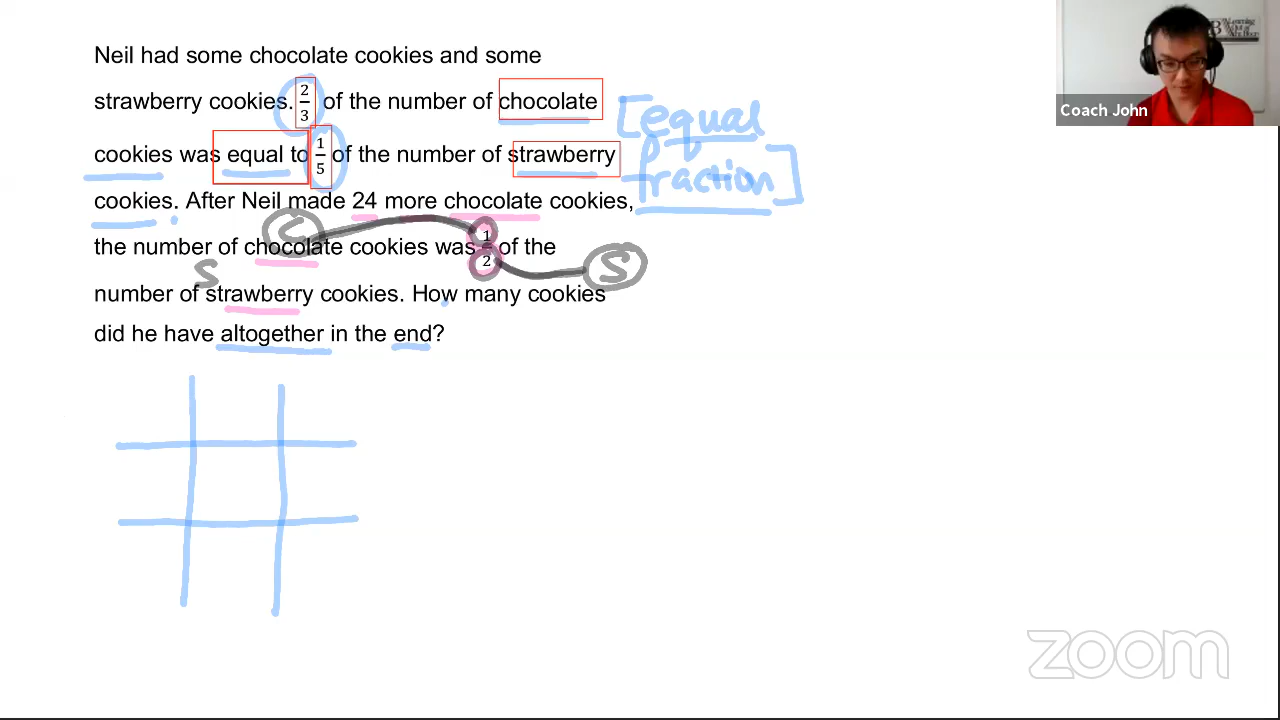 Neil had some chocolate cookies and some
strawberry cookies. 2/3 of the number of chocolate
[equal
cookies was equal to 1/5 of the number of strawberry
fraction]
cookies. After Neil made 24 more chocolate cookies,
C
the number of chocolate cookies was 1/2 of the
S
S
number of strawberry cookies. How many cookies
did he have altogether in the end?
Coach John
zoom